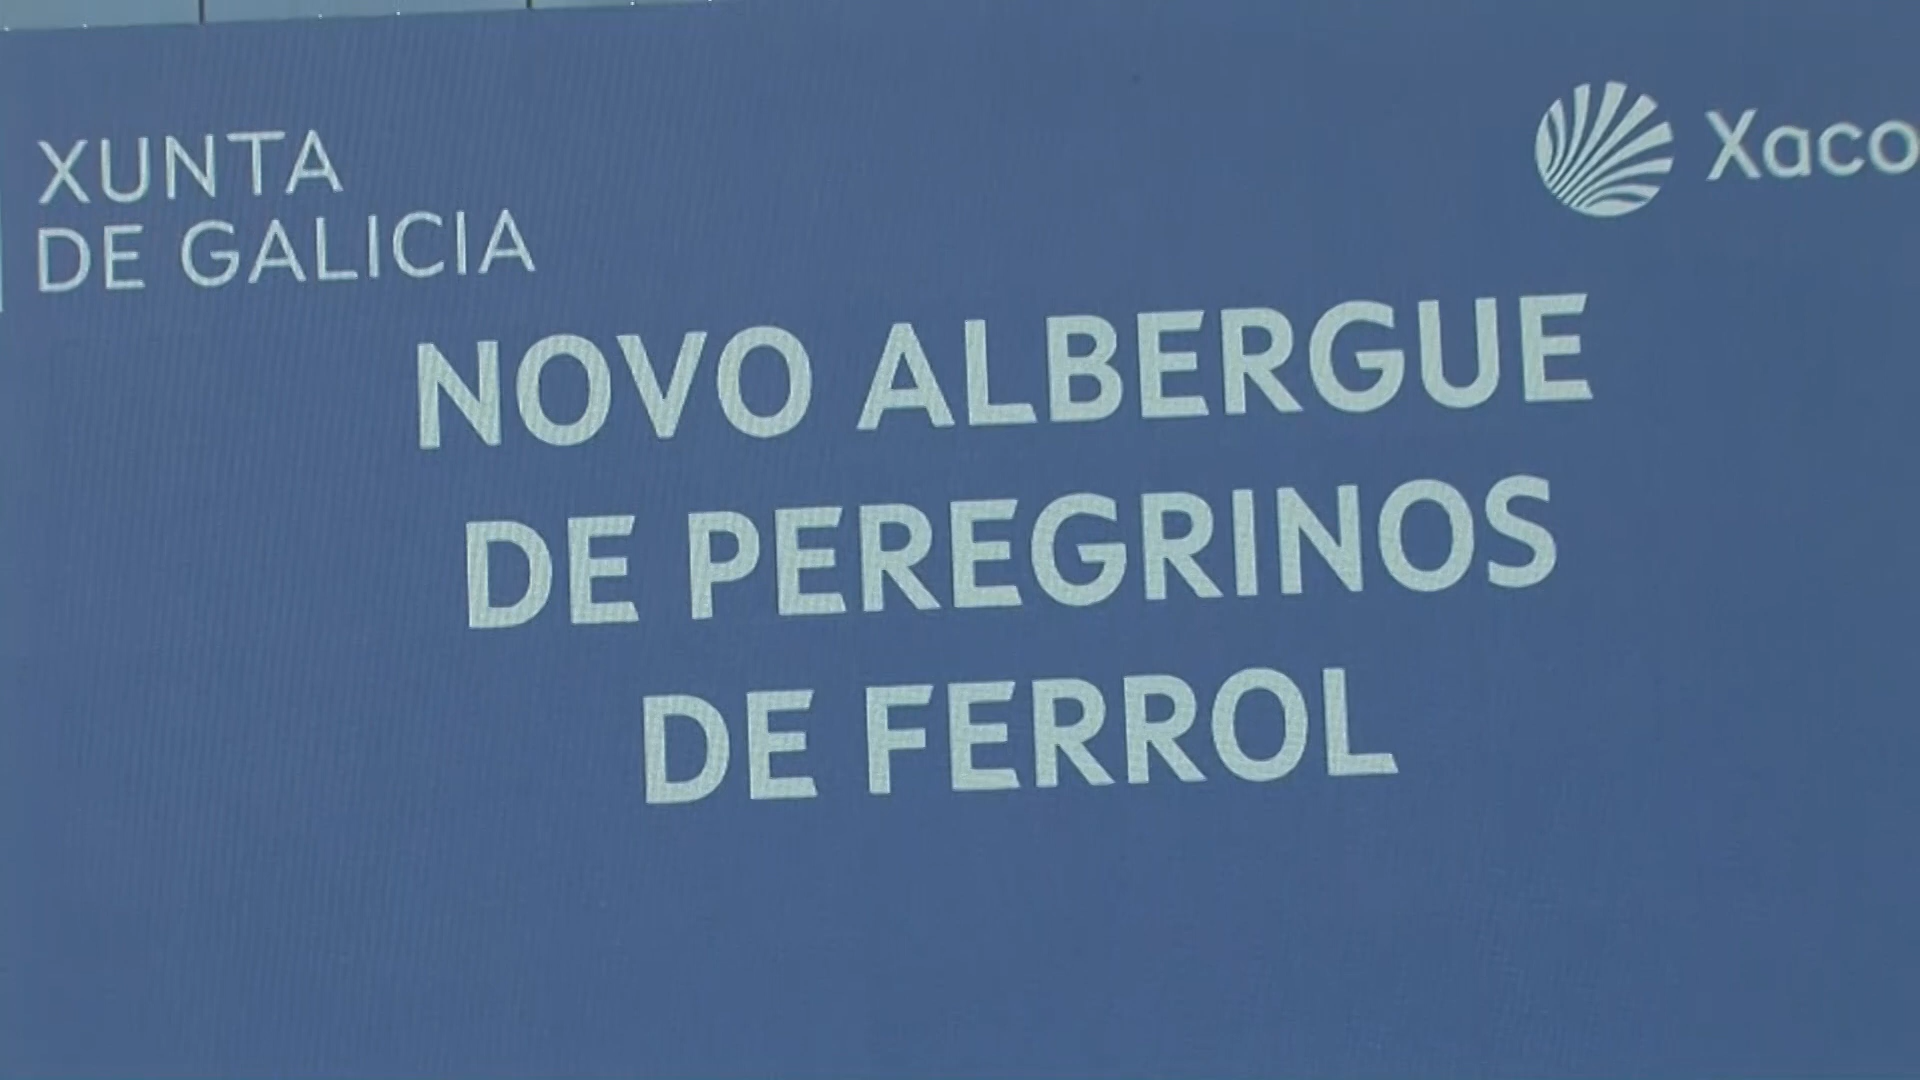 XUNTA
DE GALICIA
Xaco
NOVO ALBERGUE
DE PEREGRINOS
DE FERROL